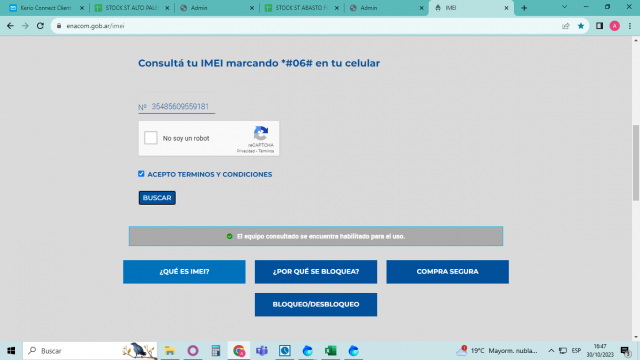 Kerio Connect Client
STOCK ST ALTO PALE
Admin
STOCK ST ABASTO
Admin
IMEI
enacom.gob.ar/imei
Consultá tu IMEI marcando *#06# en tu celular
Nº 35485609559181
No soy un robot
reCAPTCHA
Privacidad - Términos
ACEPTO TERMINOS Y CONDICIONES
BUSCAR
El equipo consultado se encuentra habilitado para el uso.
¿QUÉ ES IMEI?
¿POR QUÉ SE BLOQUEA?
COMPRA SEGURA
BLOQUEO/DESBLOQUEO
Buscar
19°C Mayorm. nubla...
ESP
18:47
30/10/2023